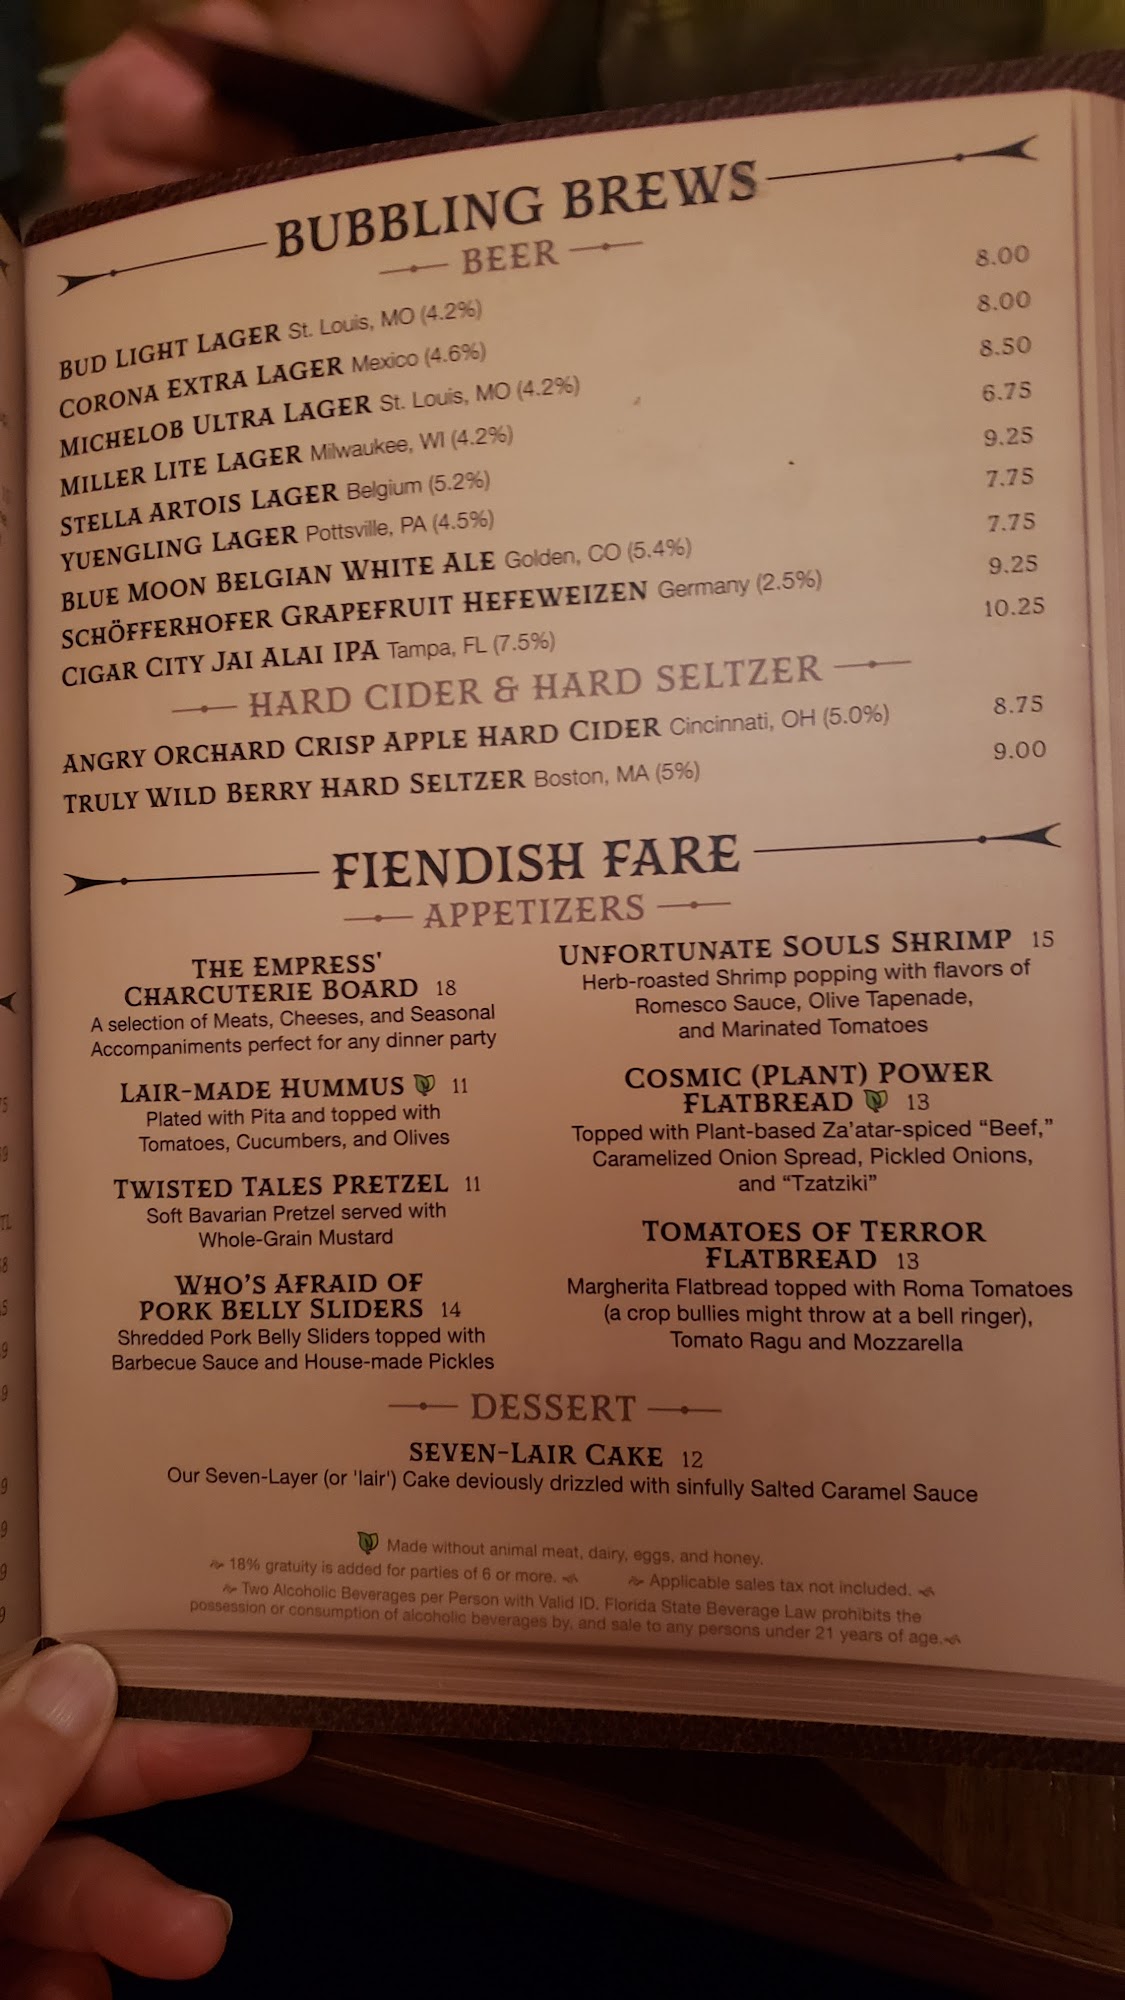 BUBBLING BREWS
BEER
BUD LIGHT LAGER St. Louis, MO (4.2%) 8.00
CORONA EXTRA LAGER Mexico (4.6%) 8.00
MICHELOB ULTRA LAGER St. Louis, MO (4.2%) 8.50
MILLER LITE LAGER Milwaukee, WI (4.2%) 6.75
STELLA ARTOIS LAGER Belgium (5.2%) 9.25
YUENGLING LAGER Pottsville, PA (4.5%) 7.75
BLUE MOON BELGIAN WHITE ALE Golden, CO (5.4%) 7.75
SCHÖFFERHOFER GRAPEFRUIT HEFEWEIZEN Germany (2.5%) 9.25
CIGAR CITY JAI ALAI IPA Tampa, FL (7.5%) 10.25
HARD CIDER & HARD SELTZER
ANGRY ORCHARD CRISP APPLE HARD CIDER Cincinnati, OH (5.0%) 8.75
TRULY WILD BERRY HARD SELTZER Boston, MA (5%) 9.00
FIENDISH FARE
APPETIZERS
THE EMPRESS'
CHARCUTERIE BOARD 18
A selection of Meats, Cheeses, and Seasonal
Accompaniments perfect for any dinner party
LAIR-MADE HUMMUS 11
Plated with Pita and topped with
Tomatoes, Cucumbers, and Olives
TWISTED TALES PRETZEL 11
Soft Bavarian Pretzel served with
Whole-Grain Mustard
WHO'S AFRAID OF
PORK BELLY SLIDERS 14
Shredded Pork Belly Sliders topped with
Barbecue Sauce and House-made Pickles
UNFORTUNATE SOULS SHRIMP 15
Herb-roasted Shrimp popping with flavors of
Romesco Sauce, Olive Tapenade,
and Marinated Tomatoes
COSMIC (PLANT) POWER
FLATBREAD 13
Topped with Plant-based Za'atar-spiced “Beef,”
Caramelized Onion Spread, Pickled Onions,
and “Tzatziki”
TOMATOES OF TERROR
FLATBREAD 13
Margherita Flatbread topped with Roma Tomatoes
(a crop bullies might throw at a bell ringer),
Tomato Ragu and Mozzarella
DESSERT
SEVEN-LAIR CAKE 12
Our Seven-Layer (or 'lair') Cake deviously drizzled with sinfully Salted Caramel Sauce
Made without animal meat, dairy, eggs, and honey.
18% gratuity is added for parties of 6 or more. Applicable sales tax not included.
Two Alcoholic Beverages per Person with Valid ID. Florida State Beverage Law prohibits the
possession or consumption of alcoholic beverages by, and sale to any persons under 21 years of age.